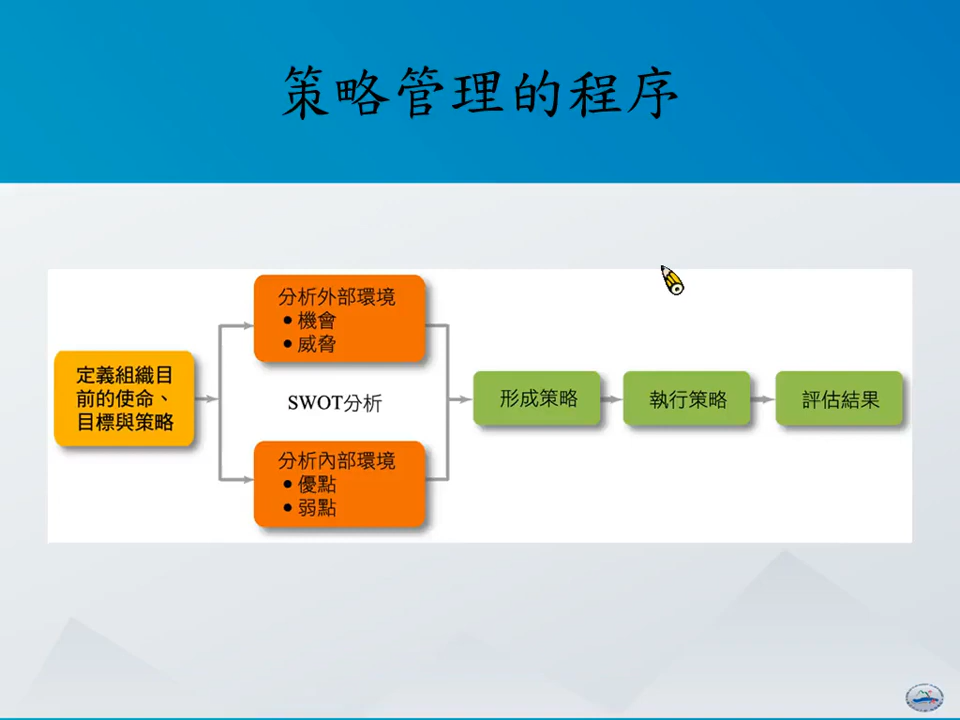 策略管理的程序
定義組織目
前的使命、
目標與策略
分析外部環境
• 機會
• 威脅
SWOT分析
分析內部環境
• 優點
• 弱點
形成策略
執行策略
評估結果